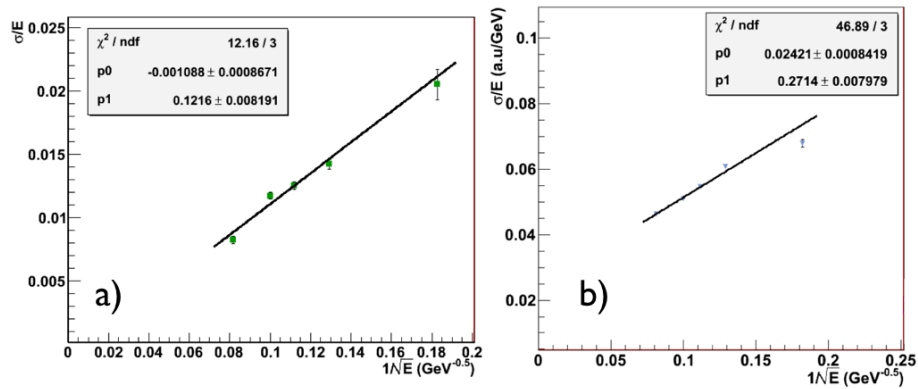 σ/E
0.025
0.02
0.015
0.01
0.005
χ² / ndf 12.16 / 3
p0 -0.001088 ± 0.0008671
p1 0.1216 ± 0.008191
a)
0 0.02 0.04 0.06 0.08 0.1 0.12 0.14 0.16 0.18 0.2
1/√E (GeV⁻⁰·⁵)
σ/E (a.u/GeV)
0.1
0.08
0.06
0.04
0.02
χ² / ndf 46.89 / 3
p0 0.02421 ± 0.0008419
p1 0.2714 ± 0.007979
b)
0 0.05 0.1 0.15 0.2 0.25
1/√E (GeV⁻⁰·⁵)